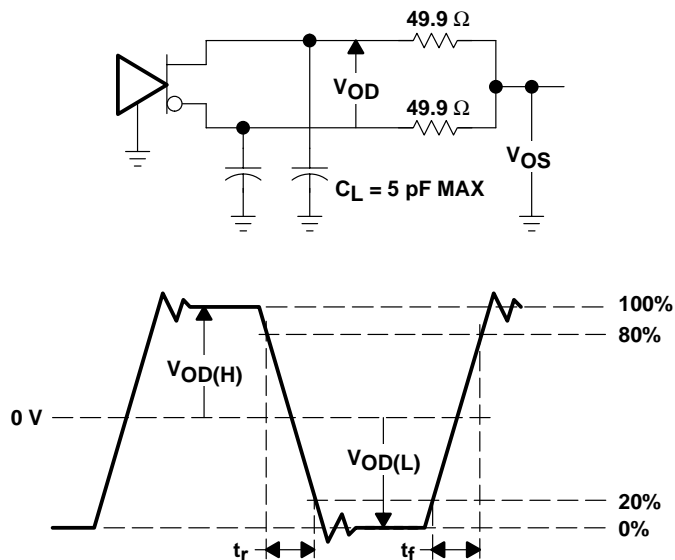 49.9 Ω
VOD
49.9 Ω
VOS
CL = 5 pF MAX
100%
80%
VOD(H)
0 V
VOD(L)
20%
0%
tr
tf